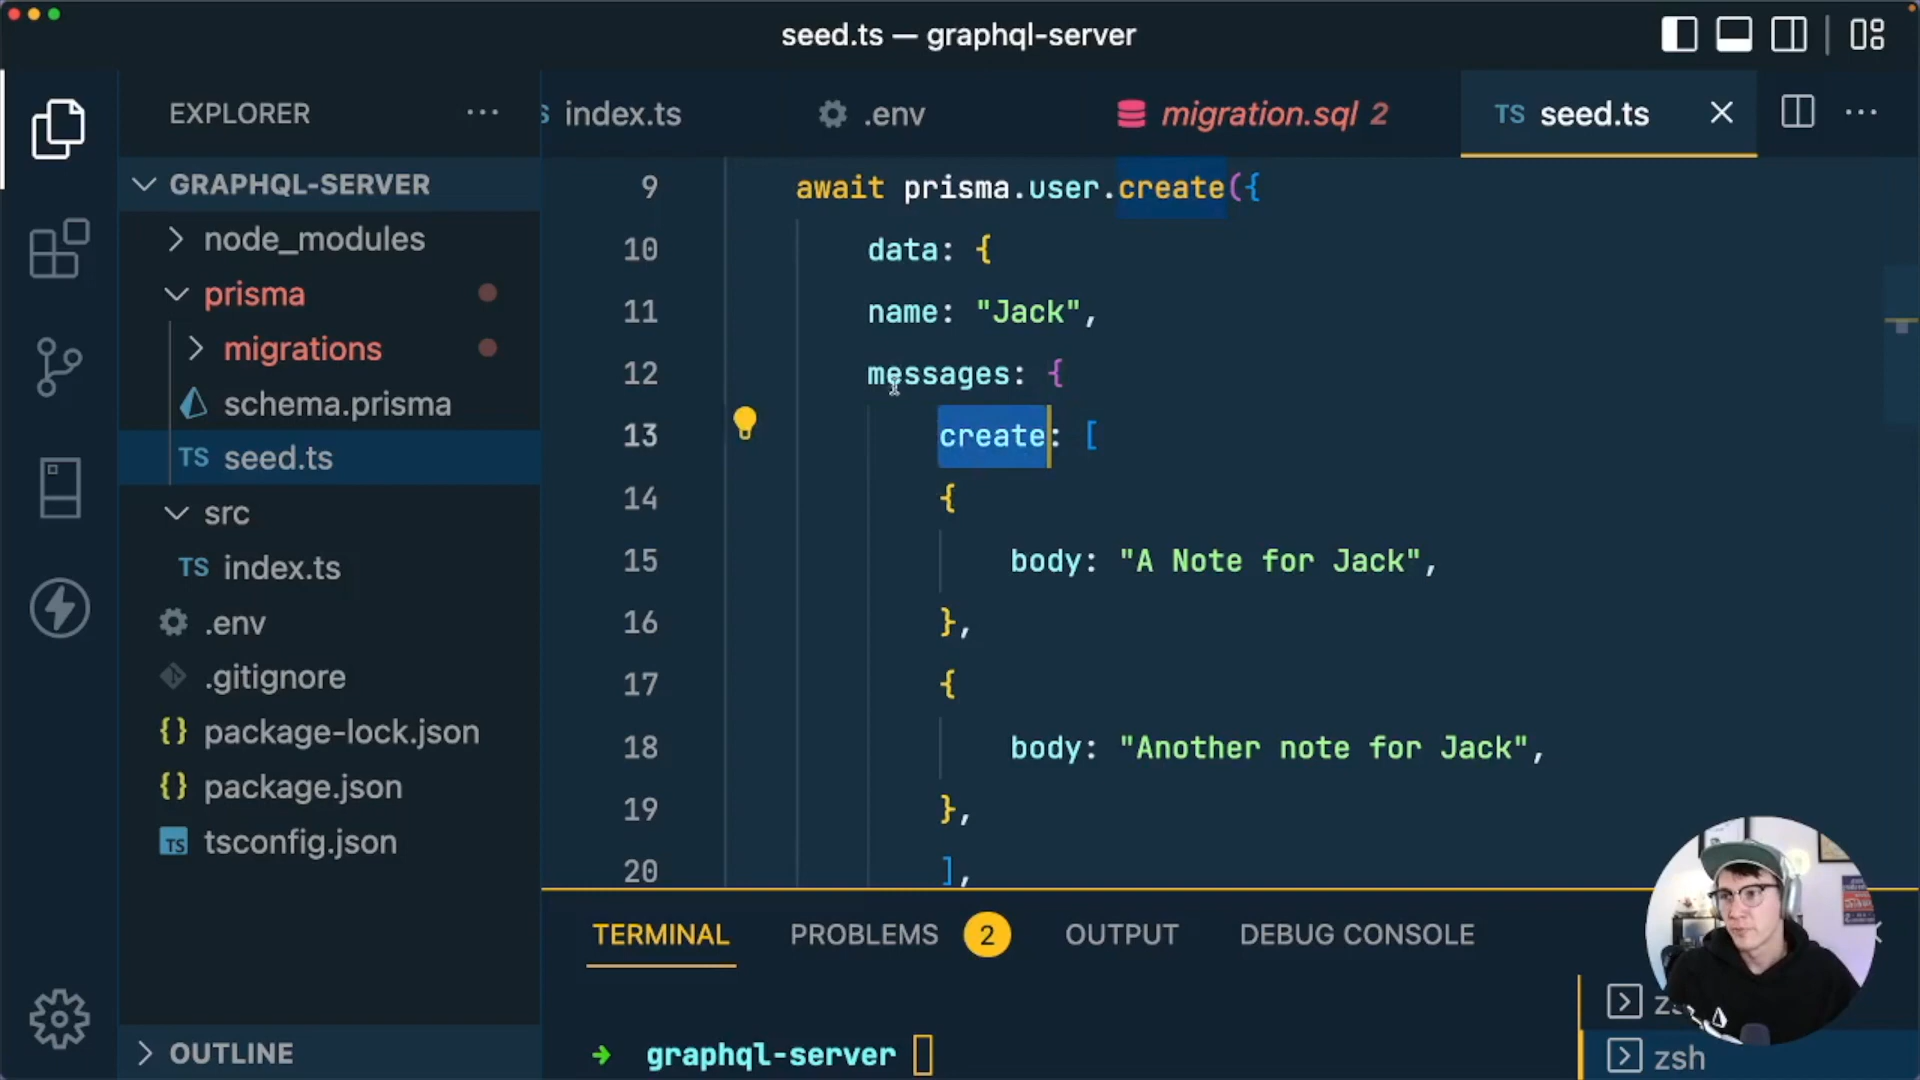 seed.ts — graphql-server
EXPLORER
index.ts
.env
migration.sql 2
TS seed.ts
GRAPHQL-SERVER
node_modules
prisma
migrations
schema.prisma
TS seed.ts
src
TS index.ts
.env
.gitignore
{} package-lock.json
{} package.json
TS tsconfig.json
OUTLINE
9 await prisma.user.create({
10 data: {
11 name: "Jack",
12 messages: {
13 create: [
14 {
15 body: "A Note for Jack",
16 },
17 {
18 body: "Another note for Jack",
19 },
20 ],
TERMINAL
PROBLEMS 2
OUTPUT
DEBUG CONSOLE
➜ graphql-server
zsh